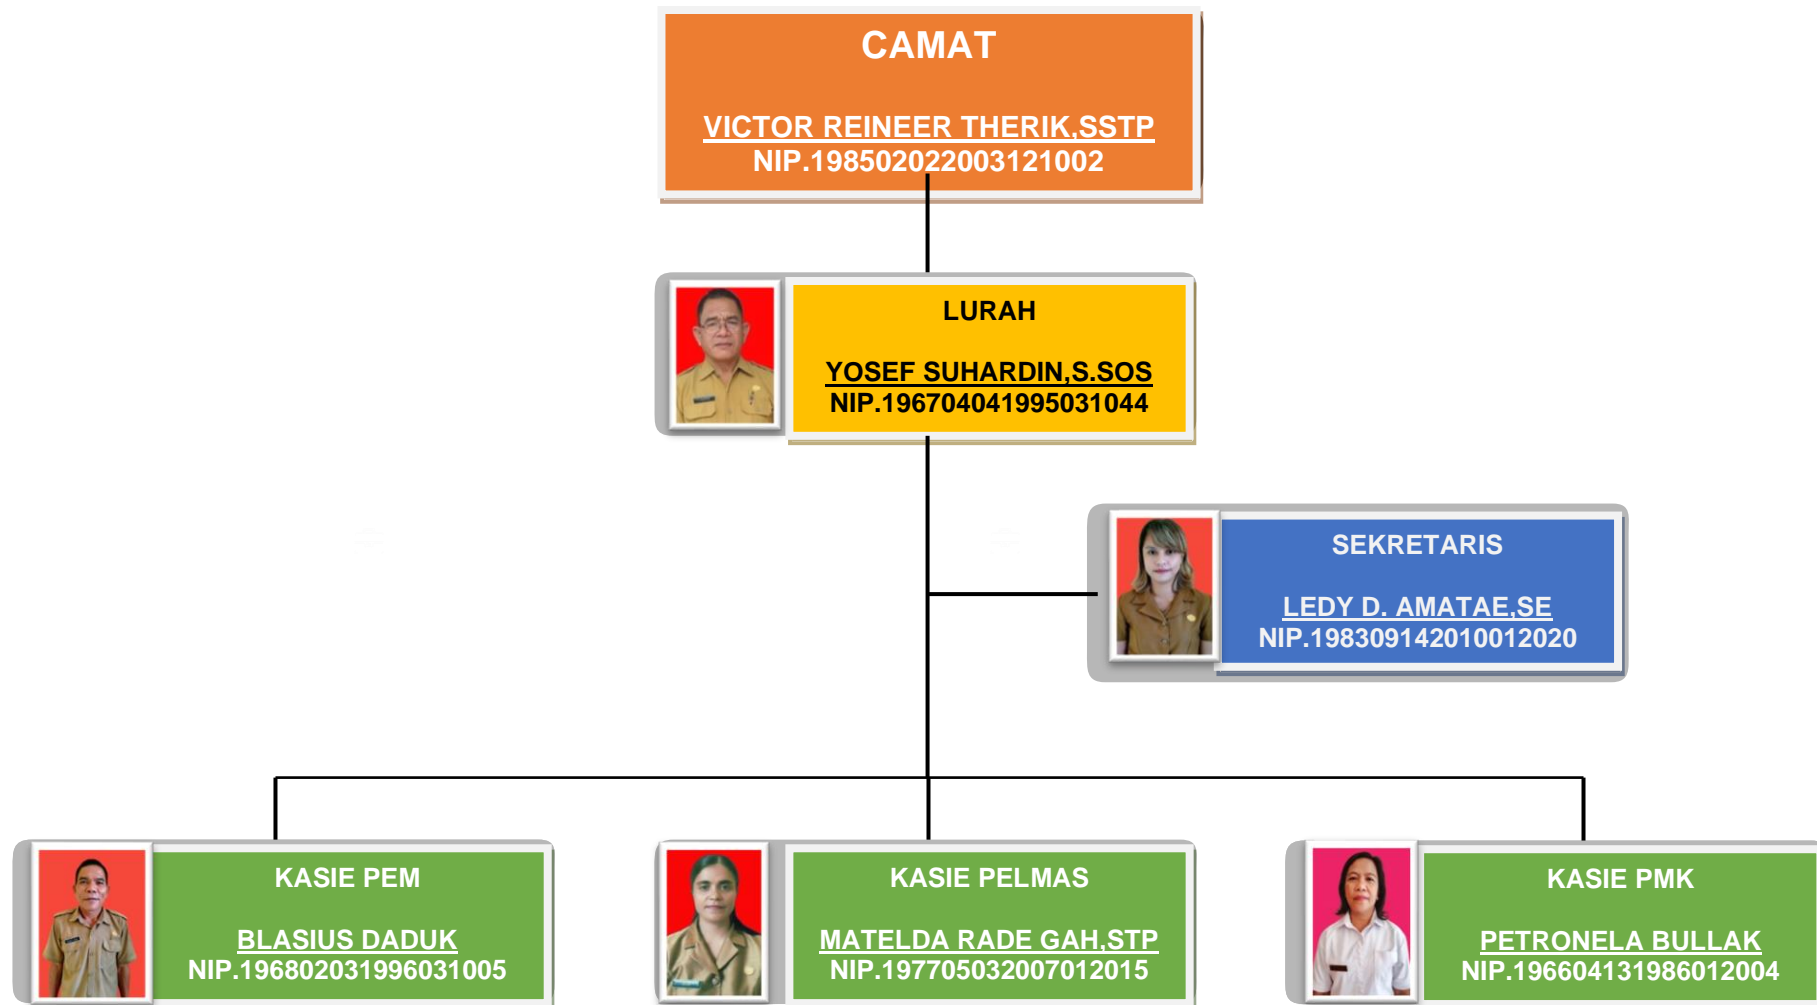 CAMAT
VICTOR REINEER THERIK,SSTP
NIP.198502022003121002
LURAH
YOSEF SUHARDIN,S.SOS
NIP.196704041995031044
SEKRETARIS
LEDY D. AMATAE,SE
NIP.198309142010012020
KASIE PEM
BLASIUS DADUK
NIP.196802031996031005
KASIE PELMAS
MATELDA RADE GAH,STP
NIP.197705032007012015
KASIE PMK
PETRONELA BULLAK
NIP.196604131986012004